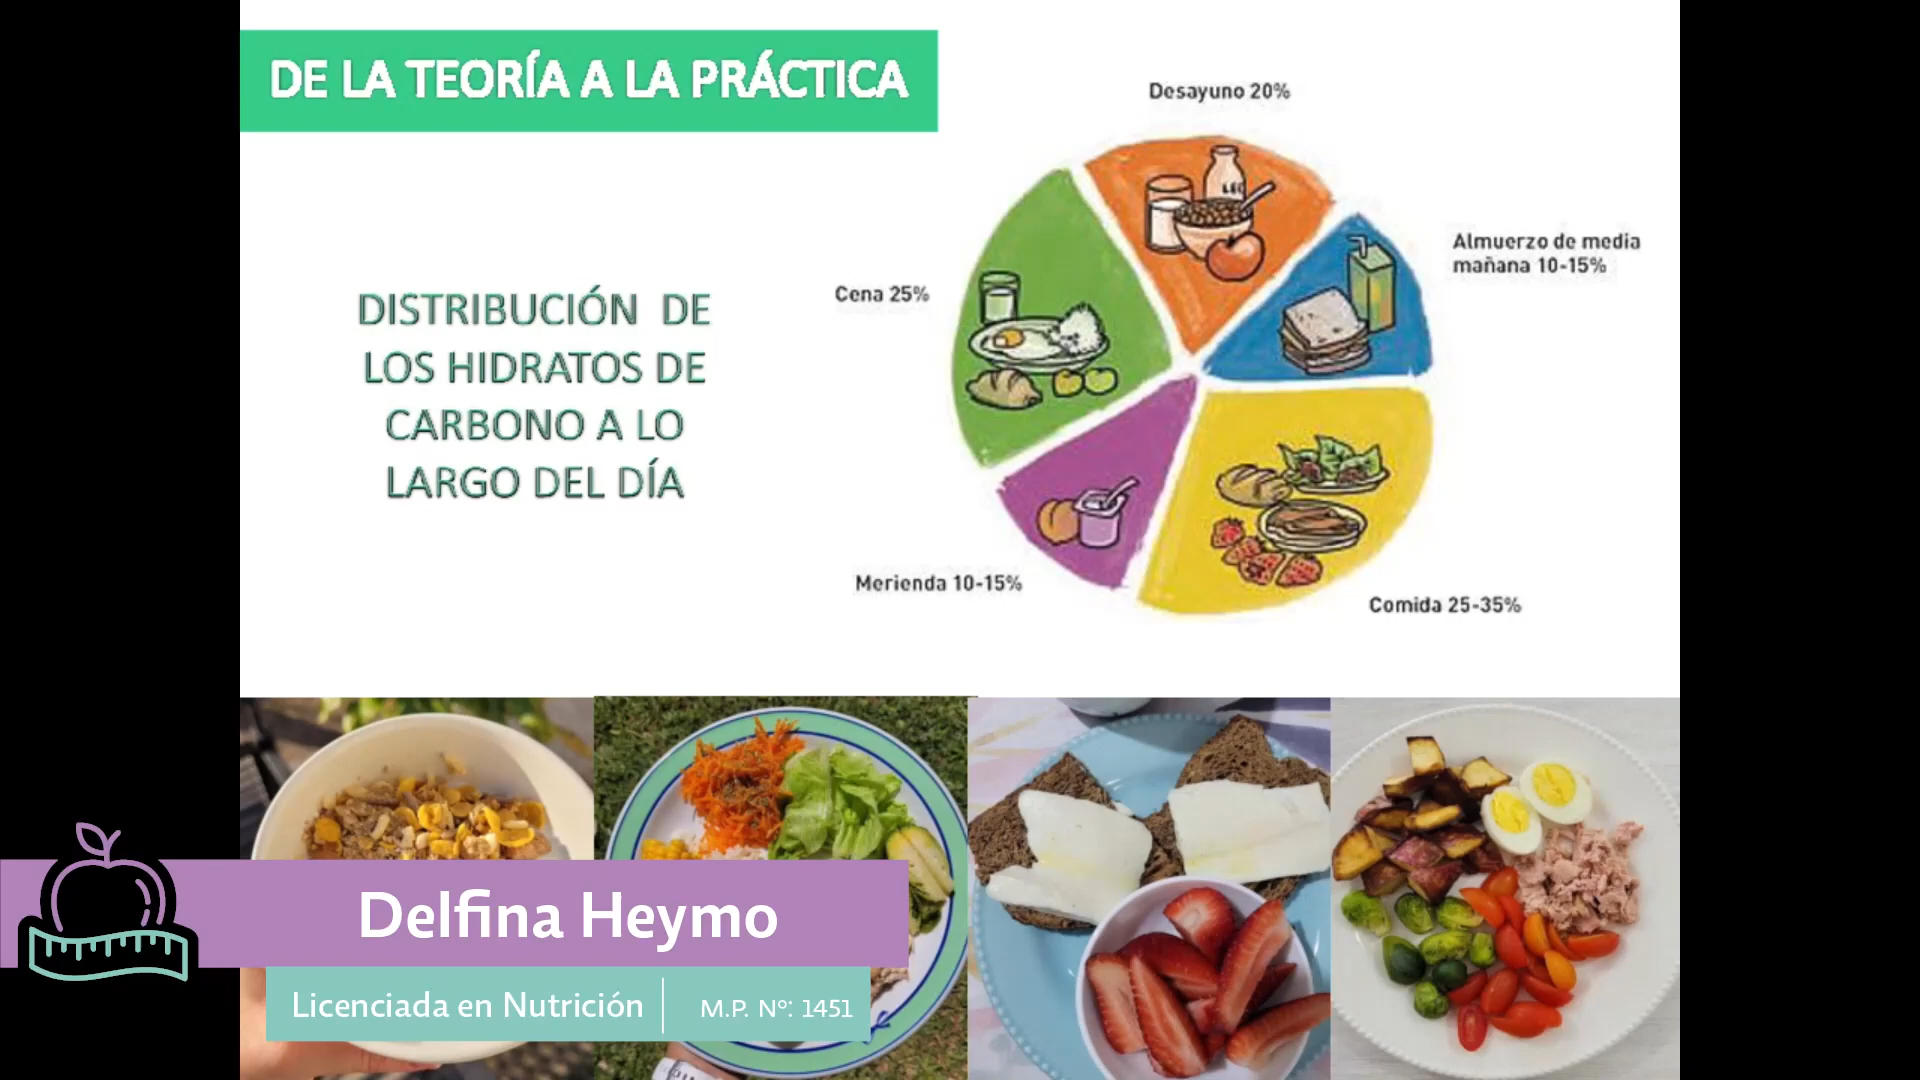 DE LA TEORÍA A LA PRÁCTICA
DISTRIBUCIÓN DE
LOS HIDRATOS DE
CARBONO A LO
LARGO DEL DÍA
Desayuno 20%
Almuerzo de media
mañana 10-15%
Cena 25%
Merienda 10-15%
Comida 25-35%
Delfina Heymo
Licenciada en Nutrición
M.P. Nº: 1451